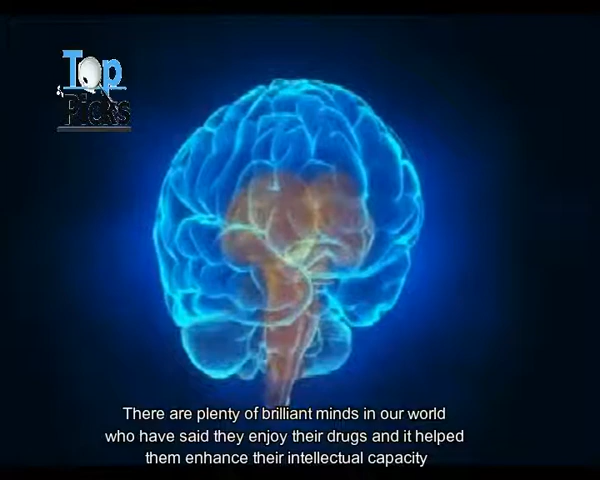 Top
Picks
There are plenty of brilliant minds in our world
who have said they enjoy their drugs and it helped
them enhance their intellectual capacity